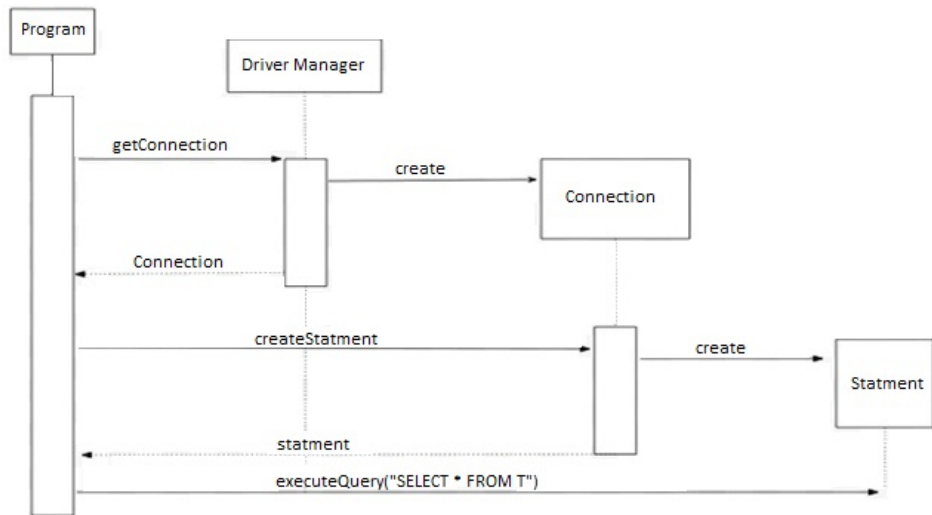 Program
Driver Manager
getConnection
create
Connection
Connection
createStatment
create
Statment
statment
executeQuery("SELECT * FROM T")